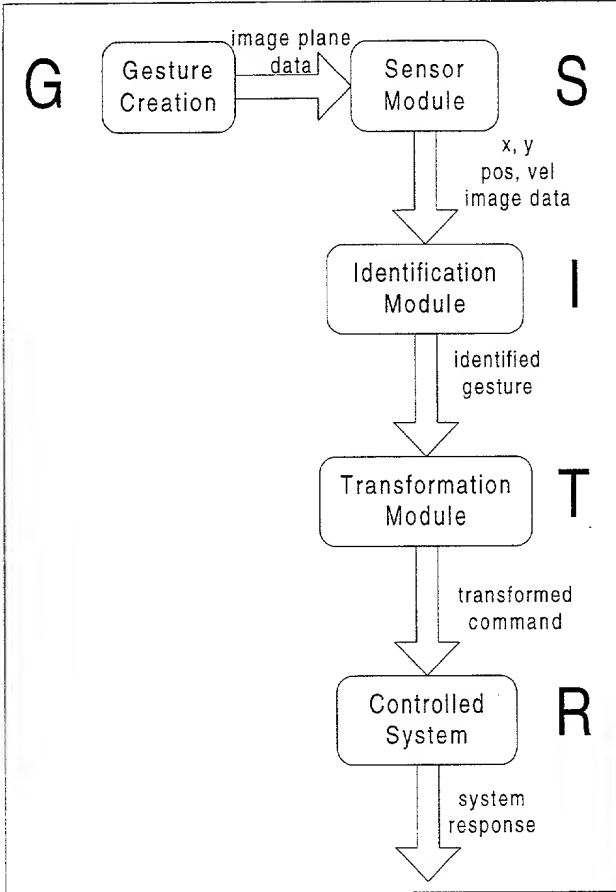 G
Gesture
Creation
image plane
data
Sensor
Module
S
x, y
pos, vel
image data
Identification
Module
I
identified
gesture
Transformation
Module
T
transformed
command
Controlled
System
R
system
response